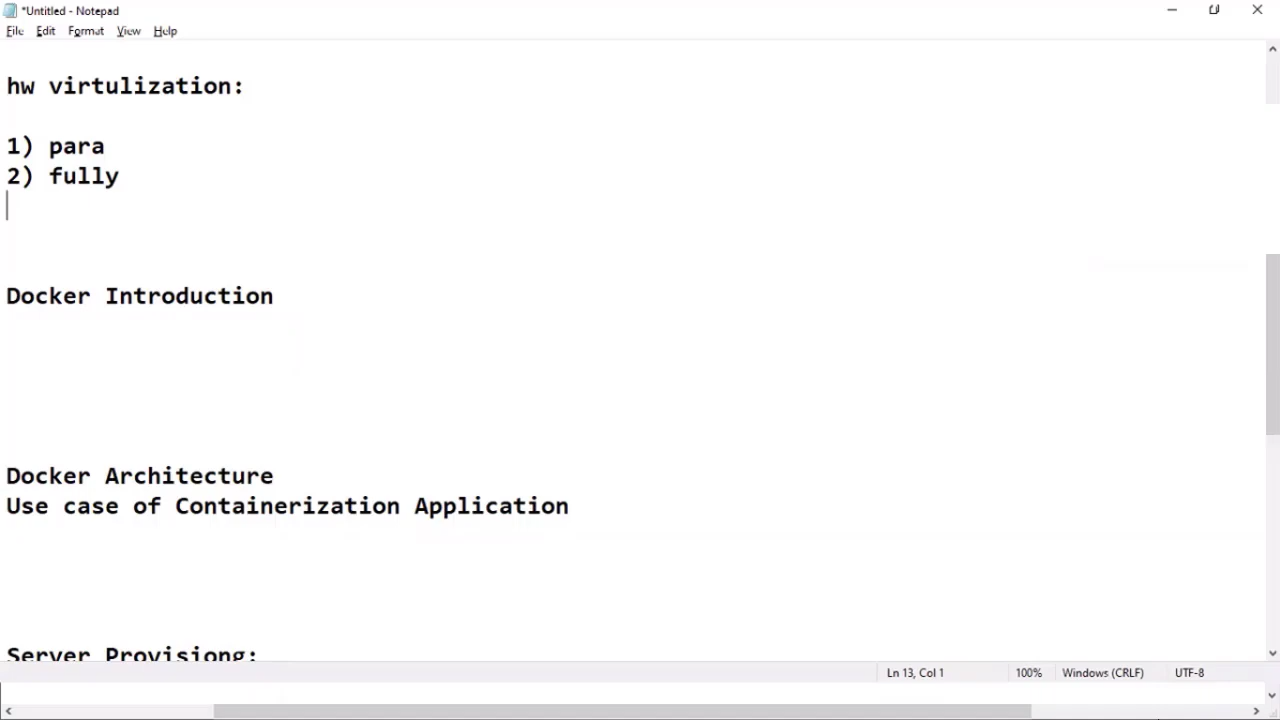 *Untitled - Notepad
File Edit Format View Help
hw virtulization:
1) para
2) fully
Docker Introduction
Docker Architecture
Use case of Containerization Application
Server Provisiong:
Ln 13, Col 1 100% Windows (CRLF) UTF-8